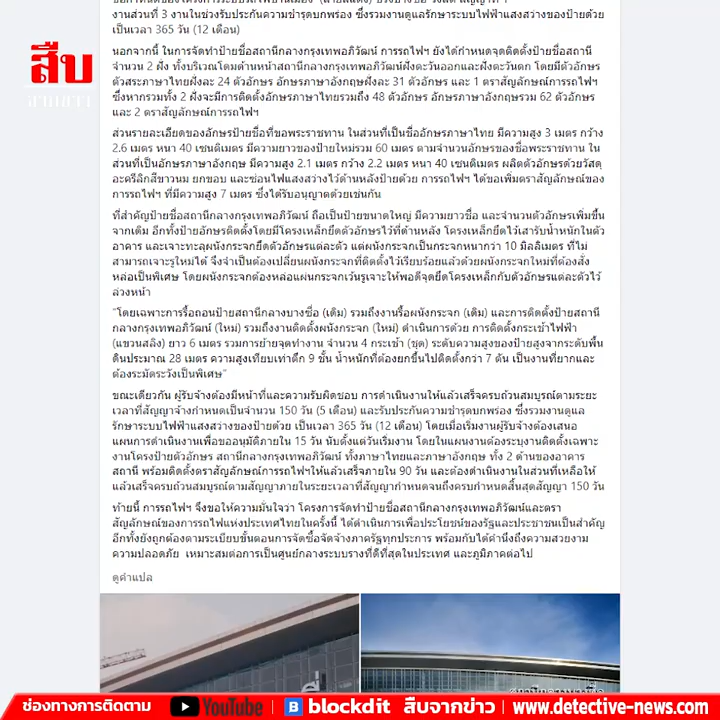 งานส่วนที่ 3 งานในช่วงรับประกันความชำรุดบกพร่อง ซึ่งรวมงานดูแลรักษาระบบไฟฟ้าแสงสว่างของป้ายด้วย
เป็นเวลา 365 วัน (12 เดือน)
นอกจากนี้ ในการจัดทำป้ายชื่อสถานีกลางกรุงเทพอภิวัฒน์ การรถไฟฯ ยังได้กำหนดจุดติดตั้งป้ายชื่อสถานี
จำนวน 2 ฝั่ง ทั้งบริเวณโดมด้านหน้าสถานีกลางกรุงเทพอภิวัฒน์ฝั่งตะวันออกและฝั่งตะวันตก โดยมีตัวอักษร
ตัวสระภาษาไทยฝั่งละ 24 ตัวอักษร อักษรภาษาอังกฤษฝั่งละ 31 ตัวอักษร และ 1 ตราสัญลักษณ์การรถไฟฯ
ซึ่งหากรวมทั้ง 2 ฝั่งจะมีการติดตั้งอักษรภาษาไทยรวมถึง 48 ตัวอักษร อักษรภาษาอังกฤษรวม 62 ตัวอักษร
และ 2 ตราสัญลักษณ์การรถไฟฯ
ส่วนรายละเอียดของอักษรป้ายชื่อที่ขอพระราชทาน ในส่วนที่เป็นชื่ออักษรภาษาไทย มีความสูง 3 เมตร กว้าง
2.6 เมตร หนา 40 เซนติเมตร มีความยาวของป้ายใหม่รวม 60 เมตร ตามจำนวนอักษรของชื่อพระราชทาน ใน
ส่วนที่เป็นอักษรภาษาอังกฤษ มีความสูง 2.1 เมตร กว้าง 2.2 เมตร หนา 40 เซนติเมตร ผลิตตัวอักษรด้วยวัสดุ
อะคริลิกสีขาวนม ยกขอบ และซ่อนไฟแสงสว่างไว้ด้านหลังป้ายด้วย การรถไฟฯ ได้ขอเพิ่มตราสัญลักษณ์ของ
การรถไฟฯ ที่มีความสูง 7 เมตร ซึ่งได้รับอนุญาตด้วยเช่นกัน
ที่สำคัญป้ายชื่อสถานีกลางกรุงเทพอภิวัฒน์ ถือเป็นป้ายขนาดใหญ่ มีความยาวชื่อ และจำนวนตัวอักษรเพิ่มขึ้น
จากเดิม อีกทั้งป้ายอักษรติดตั้งโดยมีโครงเหล็กยึดตัวอักษรไว้ที่ด้านหลัง โครงเหล็กยึดไว้เสารับน้ำหนักในตัว
อาคาร และเจาะทะลุผนังกระจกยึดตัวอักษรแต่ละตัว แต่ผนังกระจกเป็นกระจกหนากว่า 10 มิลลิเมตร ที่ไม่
สามารถเจาะรูใหม่ได้ จึงจำเป็นต้องเปลี่ยนผนังกระจกที่ติดตั้งไว้เรียบร้อยแล้วด้วยผนังกระจกใหม่ที่ต้องสั่ง
หล่อเป็นพิเศษ โดยผนังกระจกต้องหล่อแผ่นกระจกเว้นรูเจาะให้พอดีจุดยึดโครงเหล็กกับตัวอักษรแต่ละตัวไว้
ล่วงหน้า
"โดยเฉพาะการรื้อถอนป้ายสถานีกลางบางซื่อ (เดิม) รวมถึงงานรื้อผนังกระจก (เดิม) และการติดตั้งป้ายสถานี
กลางกรุงเทพอภิวัฒน์ (ใหม่) รวมถึงงานติดตั้งผนังกระจก (ใหม่) ดำเนินการด้วย การติดตั้งกระเช้าไฟฟ้า
(แขวนสลิง) ยาว 6 เมตร รวมการย้ายจุดทำงาน จำนวน 4 กระเช้า (ชุด) ระดับความสูงของป้ายสูงจากระดับพื้น
ดินประมาณ 28 เมตร ความสูงเทียบเท่าตึก 9 ชั้น น้ำหนักที่ต้องยกขึ้นไปติดตั้งกว่า 7 ตัน เป็นงานที่ยากและ
ต้องระมัดระวังเป็นพิเศษ"
ขณะเดียวกัน ผู้รับจ้างต้องมีหน้าที่และความรับผิดชอบ การดำเนินงานให้แล้วเสร็จครบถ้วนสมบูรณ์ตามระยะ
เวลาที่สัญญาจ้างกำหนดเป็นจำนวน 150 วัน (5 เดือน) และรับประกันความชำรุดบกพร่อง ซึ่งรวมงานดูแล
รักษาระบบไฟฟ้าแสงสว่างของป้ายด้วย เป็นเวลา 365 วัน (12 เดือน) โดยเมื่อเริ่มงานผู้รับจ้างต้องเสนอ
แผนการดำเนินงานเพื่อขออนุมัติภายใน 15 วัน นับตั้งแต่วันเริ่มงาน โดยในแผนงานต้องระบุงานติดตั้งเฉพาะ
งานโครงป้ายตัวอักษร สถานีกลางกรุงเทพอภิวัฒน์ ทั้งภาษาไทยและภาษาอังกฤษ ทั้ง 2 ด้านของอาคาร
สถานี พร้อมติดตั้งตราสัญลักษณ์การรถไฟฯให้แล้วเสร็จภายใน 90 วัน และต้องดำเนินงานในส่วนที่เหลือให้
แล้วเสร็จครบถ้วนสมบูรณ์ตามสัญญาภายในระยะเวลาที่สัญญากำหนดจนถึงครบกำหนดสิ้นสุดสัญญา 150 วัน
ท้ายนี้ การรถไฟฯ จึงขอให้ความมั่นใจว่า โครงการจัดทำป้ายชื่อสถานีกลางกรุงเทพอภิวัฒน์และตรา
สัญลักษณ์ของการรถไฟแห่งประเทศไทยในครั้งนี้ ได้ดำเนินการเพื่อประโยชน์ของรัฐและประชาชนเป็นสำคัญ
อีกทั้งยังถูกต้องตามระเบียบขั้นตอนการจัดซื้อจัดจ้างภาครัฐทุกประการ พร้อมกับได้คำนึงถึงความสวยงาม
ความปลอดภัย เหมาะสมต่อการเป็นศูนย์กลางระบบรางที่ดีที่สุดในประเทศ และภูมิภาคต่อไป
ดูคำแปล
สืบ
จากข่าว
ช่องทางการติดตาม YouTube B blockdit สืบจากข่าว www.detective-news.com